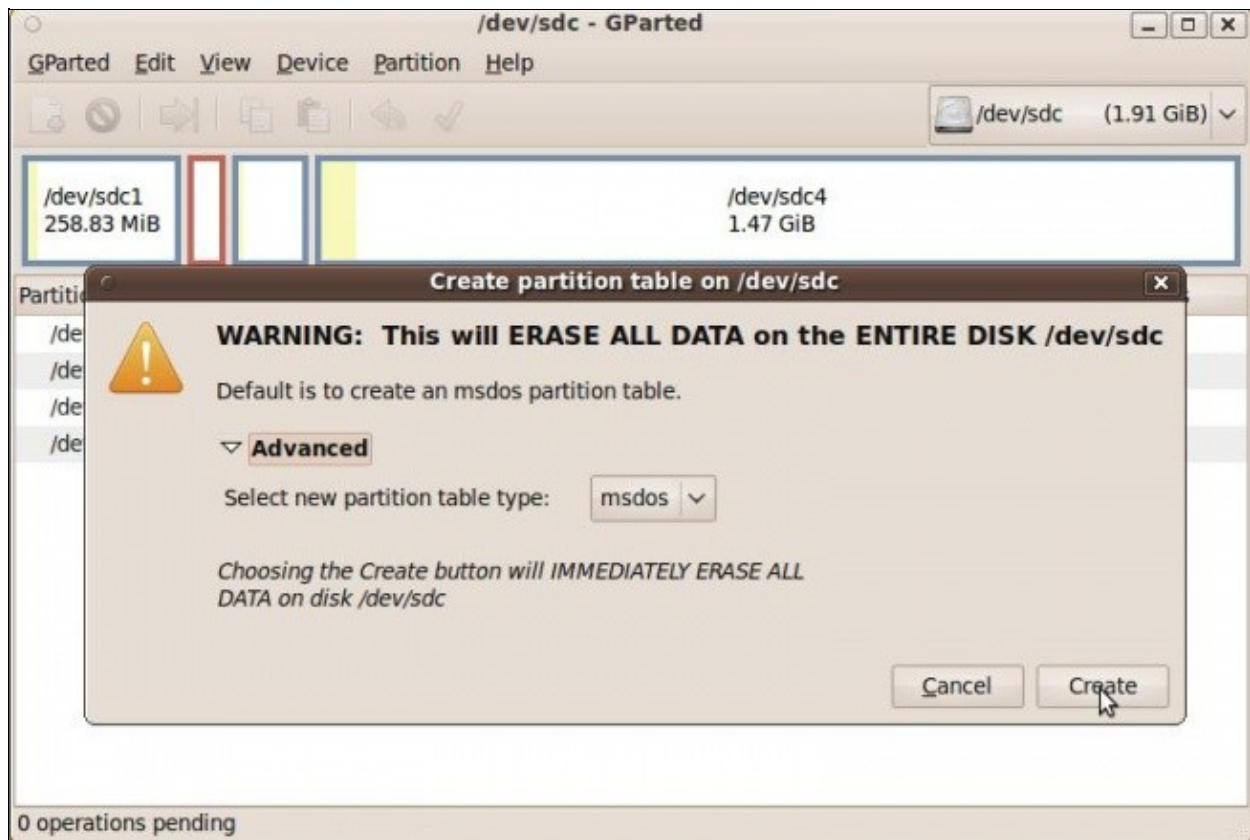 /dev/sdc - GParted
GParted Edit View Device Partition Help
/dev/sdc (1.91 GiB)
/dev/sdc1
258.83 MiB
/dev/sdc4
1.47 GiB
Create partition table on /dev/sdc
WARNING: This will ERASE ALL DATA on the ENTIRE DISK /dev/sdc
Default is to create an msdos partition table.
Advanced
Select new partition table type: msdos
Choosing the Create button will IMMEDIATELY ERASE ALL
DATA on disk /dev/sdc
Cancel Create
0 operations pending